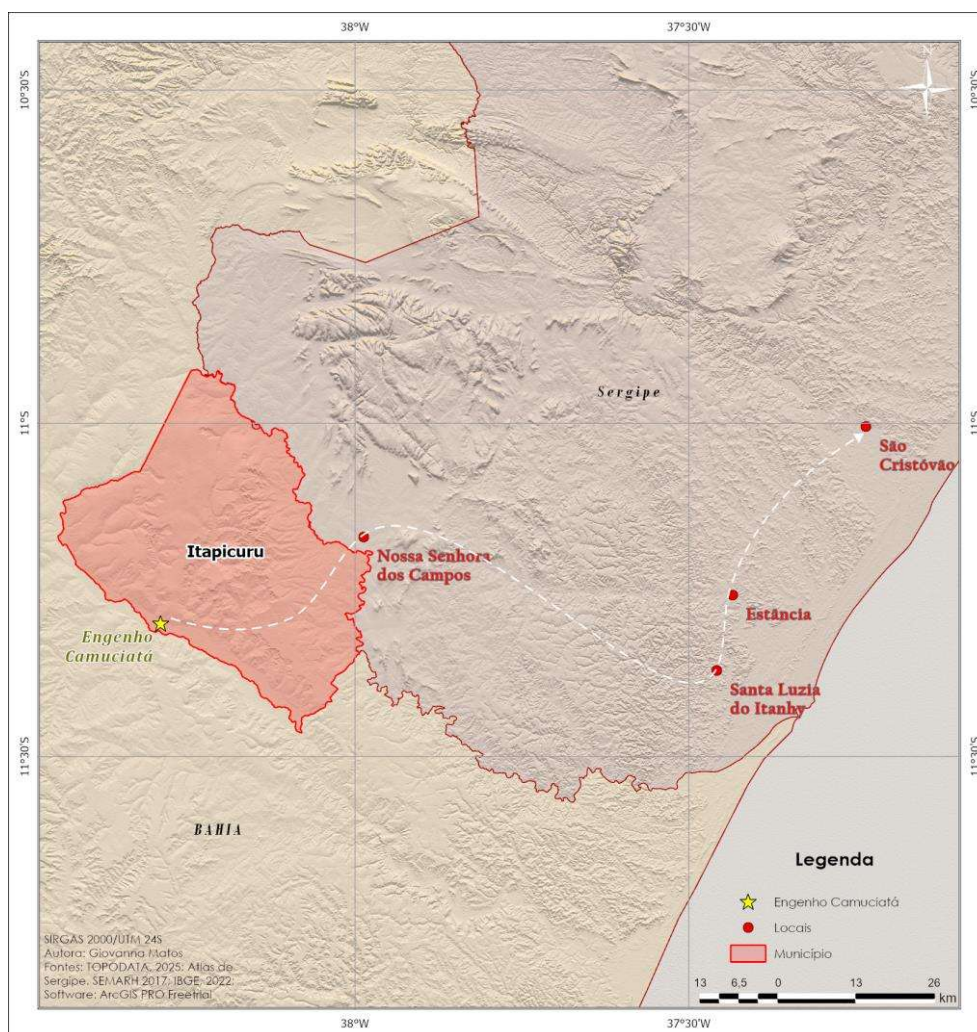 38°W
37°30'W
10°30'S
10°30'S
Sergipe
11°S
11°S
São
Cristóvão
Itapicuru
Nossa Senhora
dos Campos
Estância
Engenho
Camuciatá
Santa Luzia
do Itanhy
11°30'S
11°30'S
BAHIA
Legenda
Engenho Camuciatá
Locais
Município
SIRGAS 2000/UTM 24S
Autora: Giovanna Matos
Fontes: TOPODATA, 2025; Atlas de
Sergipe, SEMARH 2017; IBGE, 2022.
Software: ArcGIS PRO Freetrial
13 6,5 0 13 26
km
38°W
37°30'W